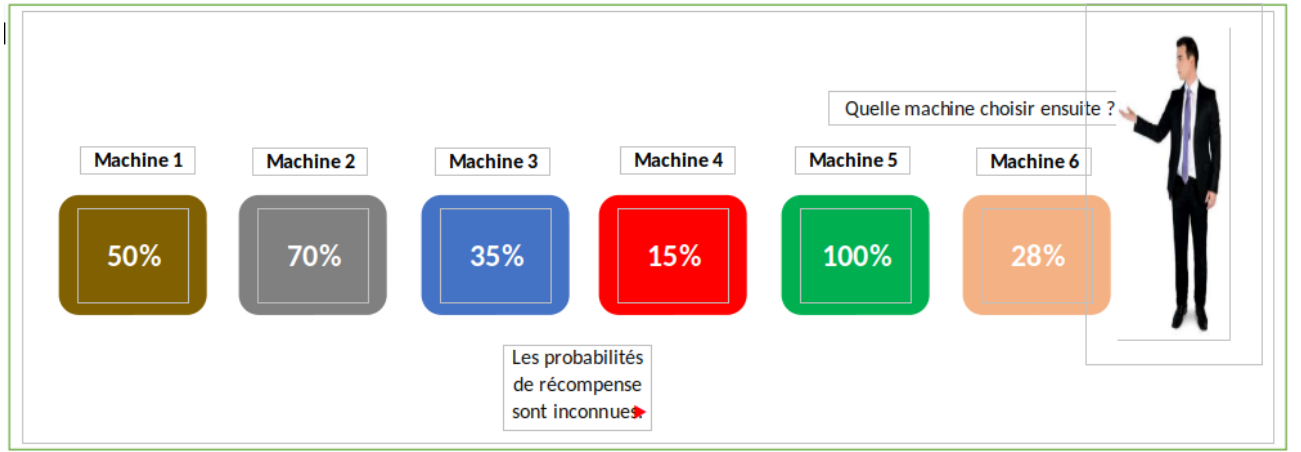 Quelle machine choisir ensuite ?
Machine 1
Machine 2
Machine 3
Machine 4
Machine 5
Machine 6
50%
70%
35%
15%
100%
28%
Les probabilités
de récompense
sont inconnues.